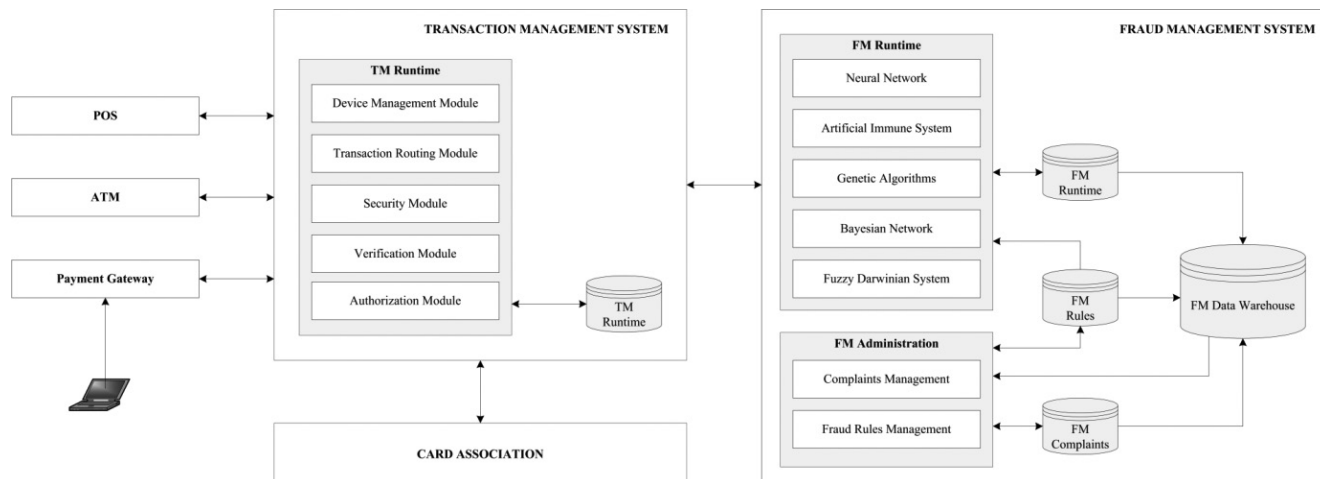 TRANSACTION MANAGEMENT SYSTEM
TM Runtime
Device Management Module
Transaction Routing Module
Security Module
Verification Module
Authorization Module
TM
Runtime
POS
ATM
Payment Gateway
CARD ASSOCIATION
FRAUD MANAGEMENT SYSTEM
FM Runtime
Neural Network
Artificial Immune System
Genetic Algorithms
Bayesian Network
Fuzzy Darwinian System
FM
Runtime
FM
Rules
FM Data Warehouse
FM Administration
Complaints Management
Fraud Rules Management
FM
Complaints